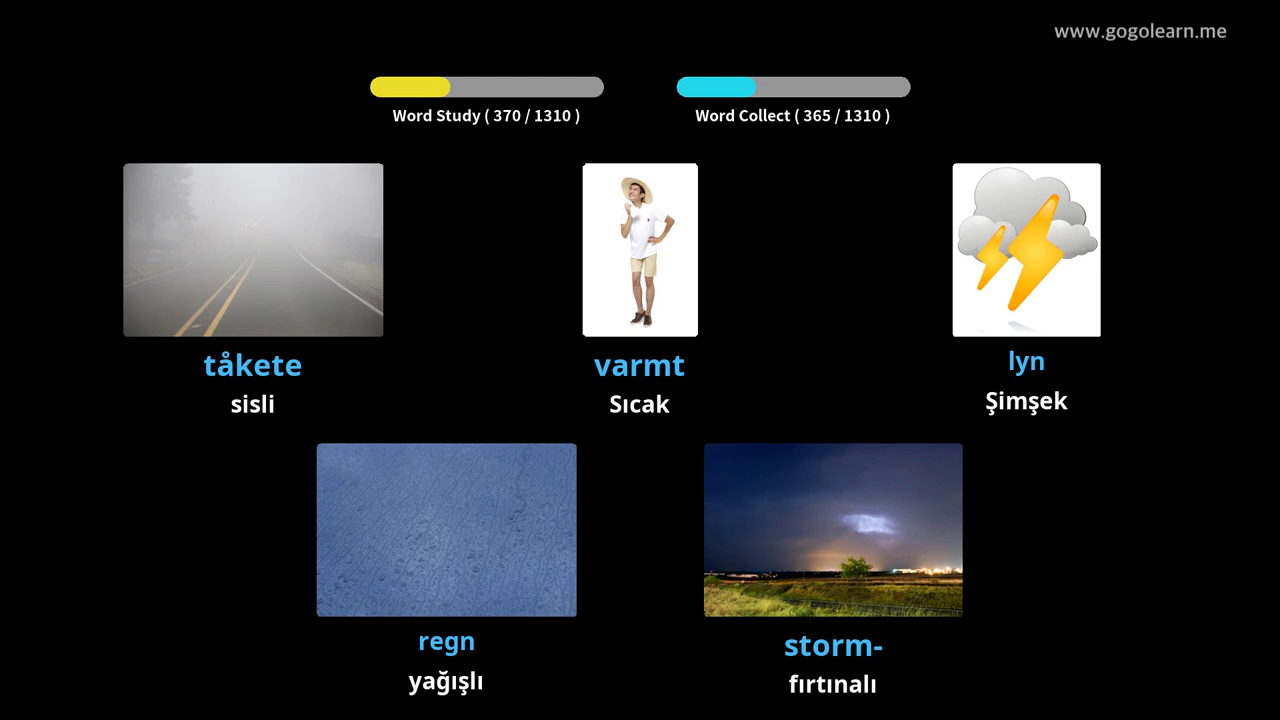 www.gogolearn.me
Word Study ( 370 / 1310 )
Word Collect ( 365 / 1310 )
tåkete
sisli
varmt
Sıcak
lyn
Şimşek
regn
yağışlı
storm-
fırtınalı